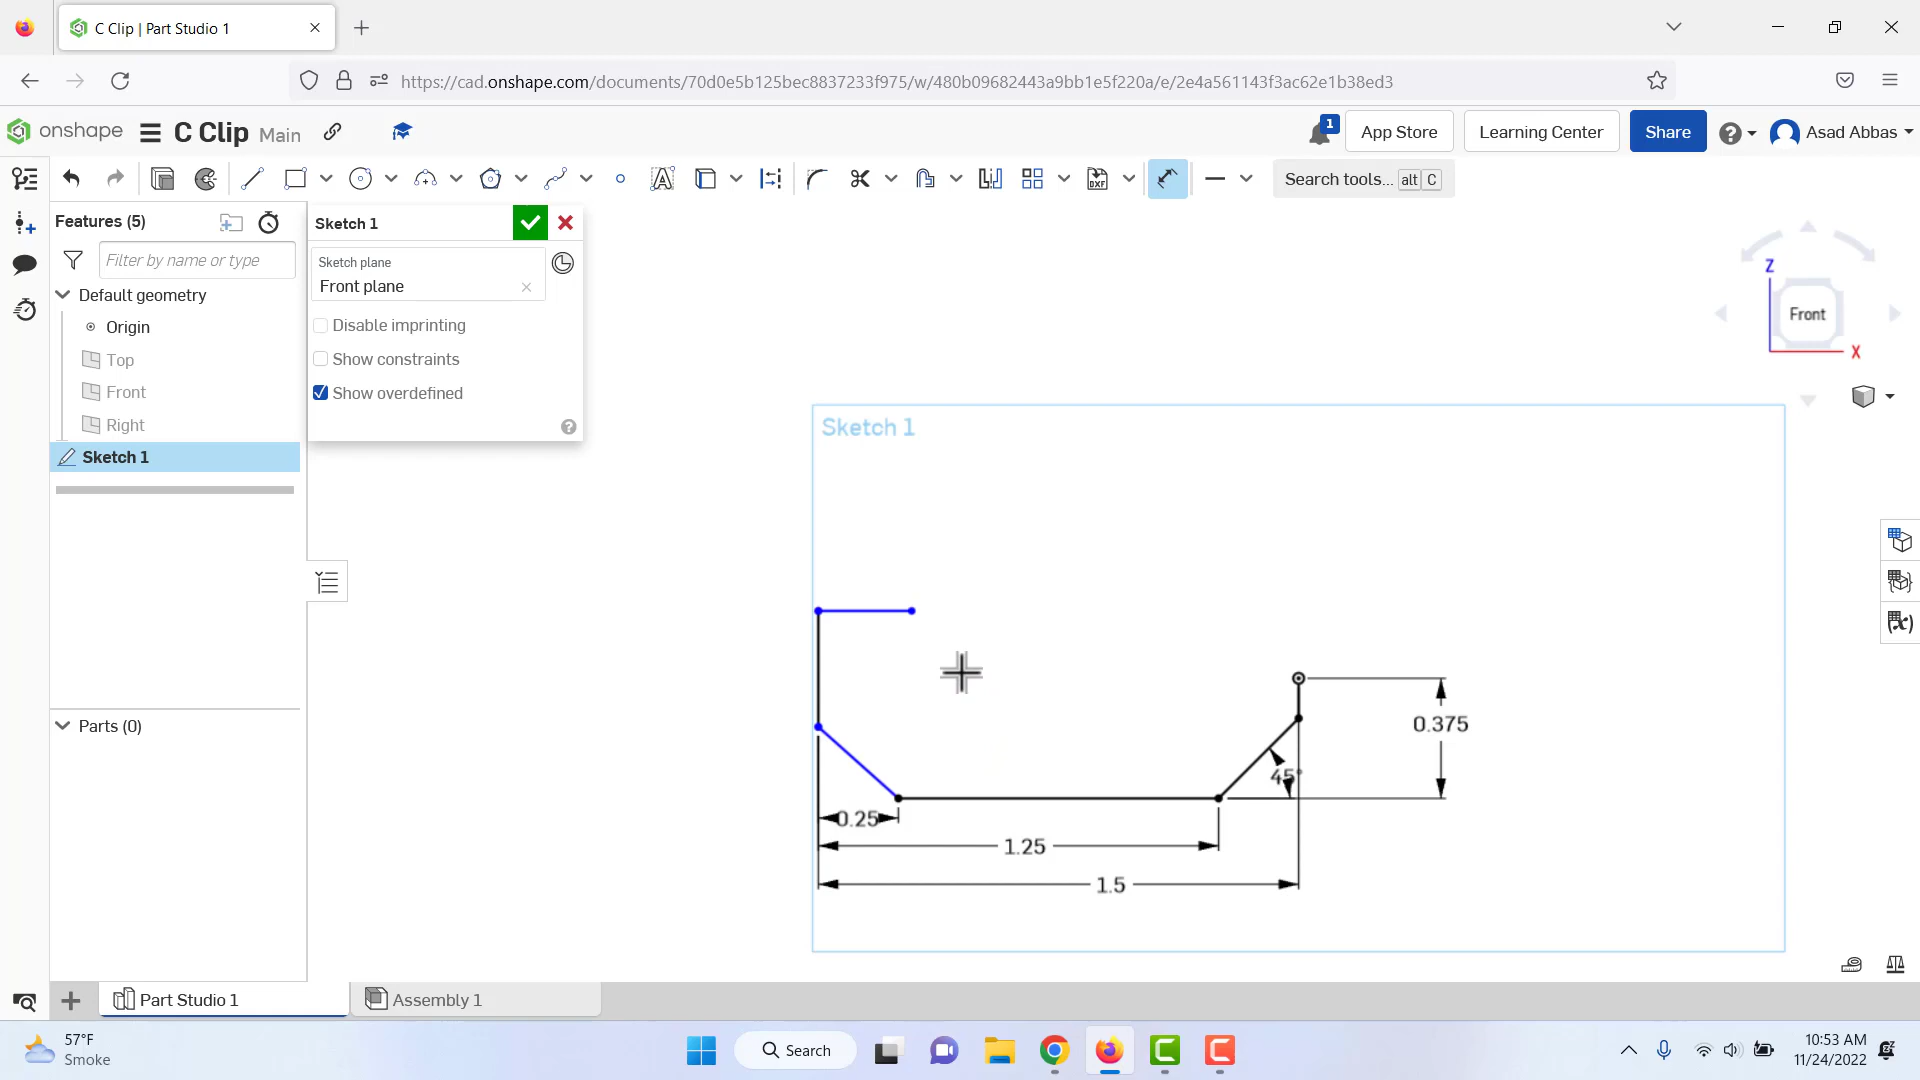 C Clip | Part Studio 1
https://cad.onshape.com/documents/70d0e5b125bec8837233f975/w/480b09682443a9bb1e5f220a/e/2e4a561143f3ac62e1b38ed3
onshape C Clip Main 1 App Store Learning Center Share Asad Abbas
DXF Search tools... alt C
Features (5)
Filter by name or type
Default geometry
Origin
Top
Front
Right
Sketch 1
Parts (0)
Sketch 1
Sketch plane
Front plane
Disable imprinting
Show constraints
Show overdefined
Z
Front
X
Sketch 1
0.375
45°
0.25
1.25
1.5
Part Studio 1 Assembly 1
57°F
Smoke
Search
10:53 AM
11/24/2022